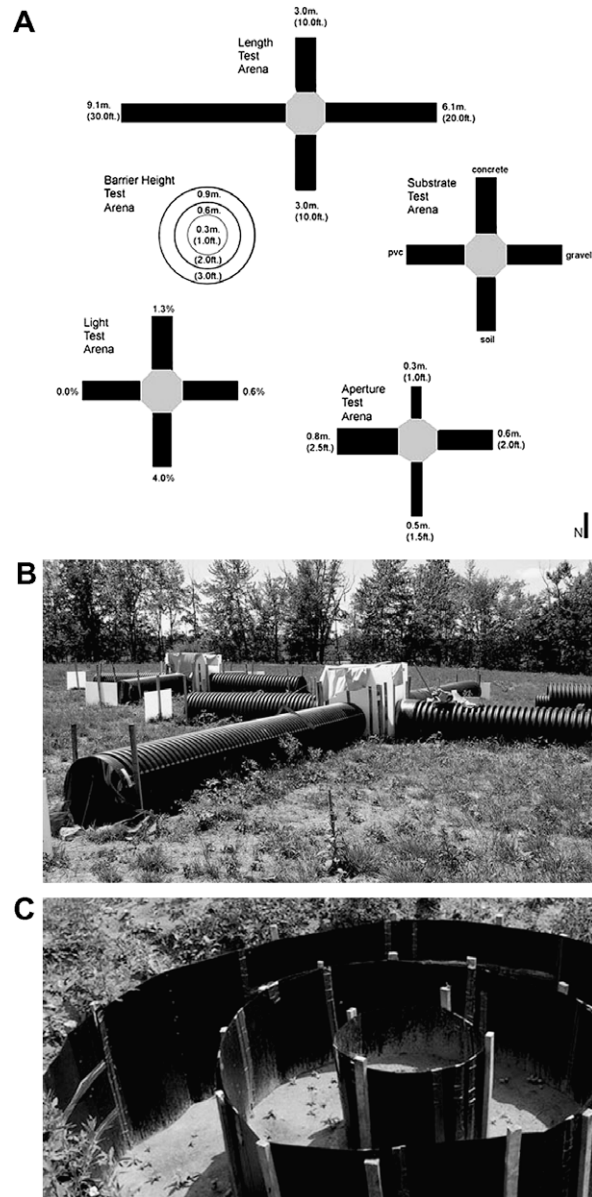 A
3.0m.
(10.0ft.)
Length
Test
Arena
9.1m.
(30.0ft.)
6.1m.
(20.0ft.)
3.0m.
(10.0ft.)
Barrier Height
Test
Arena
0.9m.
0.6m.
0.3m.
(1.0ft.)
(2.0ft.)
(3.0ft.)
Substrate
Test
Arena
concrete
pvc
gravel
soil
Light
Test
Arena
1.3%
0.0%
0.6%
4.0%
Aperture
Test
Arena
0.3m.
(1.0ft.)
0.8m.
(2.5ft.)
0.6m.
(2.0ft.)
0.5m.
(1.5ft.)
N
B
C